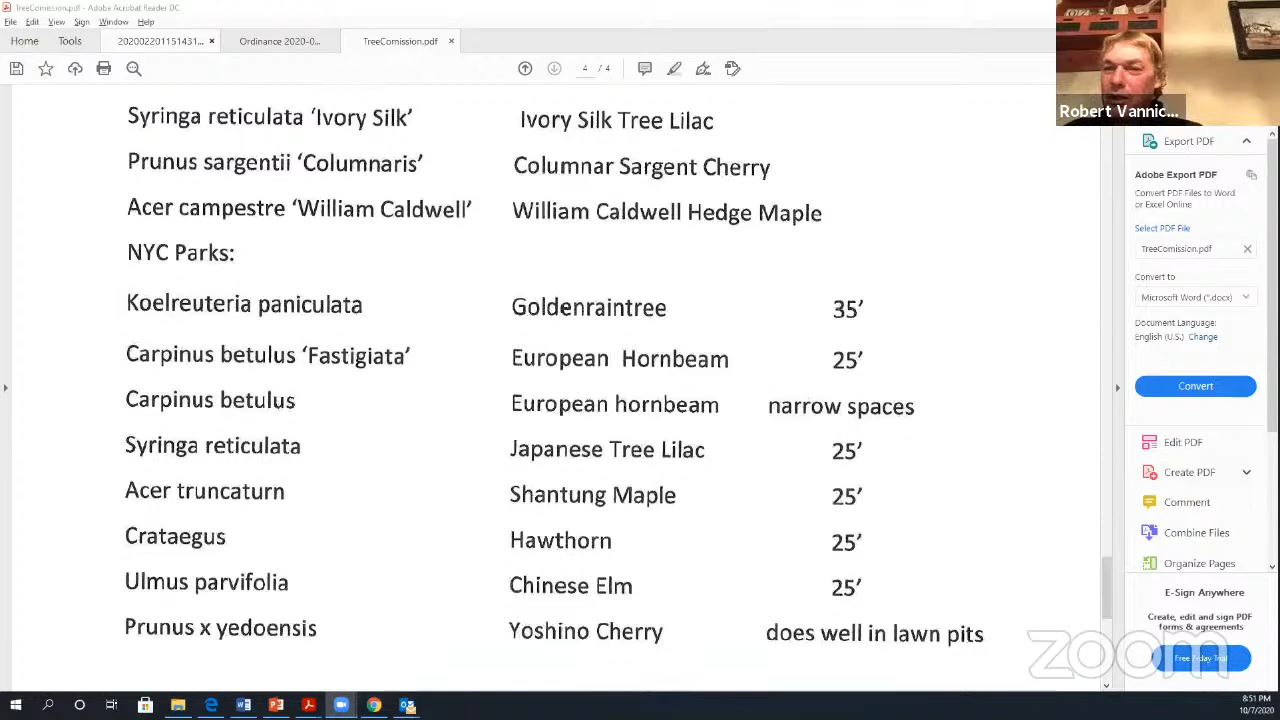 TreeComission.pdf - Adobe Acrobat Reader DC
File Edit View Sign Window Help
Home Tools 202002201151431... × Ordinance 2020-0... TreeComission.pdf ×
4 / 4
Robert Vannic...
Syringa reticulata ‘Ivory Silk’ Ivory Silk Tree Lilac
Prunus sargentii ‘Columnaris’ Columnar Sargent Cherry
Acer campestre ‘William Caldwell’ William Caldwell Hedge Maple
NYC Parks:
Koelreuteria paniculata Goldenraintree 35’
Carpinus betulus ‘Fastigiata’ European Hornbeam 25’
Carpinus betulus European hornbeam narrow spaces
Syringa reticulata Japanese Tree Lilac 25’
Acer truncaturn Shantung Maple 25’
Crataegus Hawthorn 25’
Ulmus parvifolia Chinese Elm 25’
Prunus x yedoensis Yoshino Cherry does well in lawn pits
Export PDF
Adobe Export PDF
Convert PDF Files to Word
or Excel Online
Select PDF File
TreeComission.pdf
Convert to
Microsoft Word (*.docx)
Document Language:
English (U.S.) Change
Convert
Edit PDF
Create PDF
Comment
Combine Files
Organize Pages
E-Sign Anywhere
Create, edit and sign PDF
forms & agreements
Free 7-day Trial
zoom
8:51 PM
10/7/2020